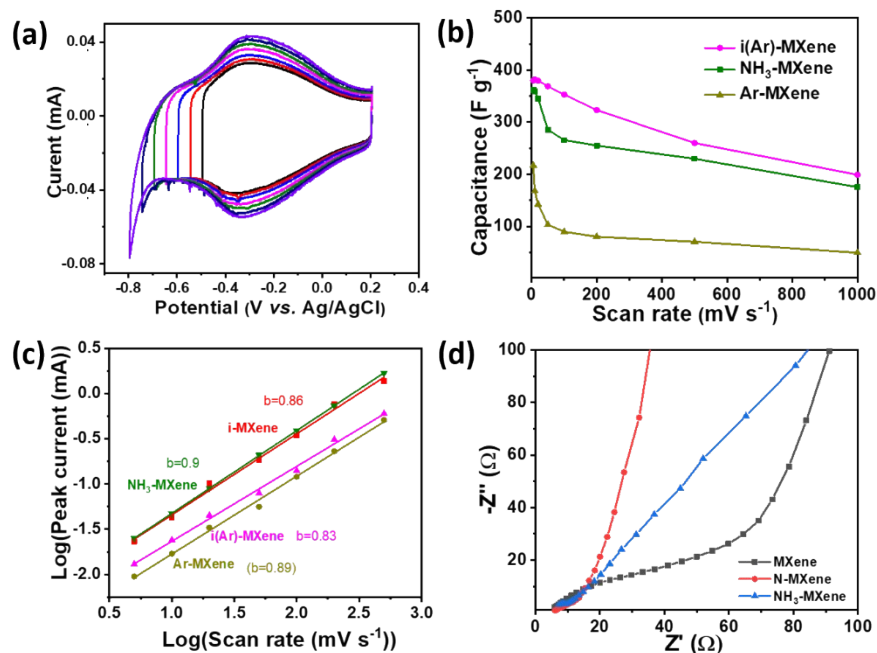 (a)
0.04
0.00
-0.04
-0.08
Curent (mA)
-0.8 -0.6 -0.4 -0.2 0.0 0.2 0.4
Potential (V vs. Ag/AgCl)
(b)
500
400
300
200
100
Capacitance (F g⁻¹)
i(Ar)-MXene
NH₃-MXene
Ar-MXene
0 200 400 600 800 1000
Scan rate (mV s⁻¹)
(c)
0.5
0.0
-0.5
-1.0
-1.5
-2.0
Log(Peak current (mA))
b=0.86
i-MXene
b=0.9
NH₃-MXene
i(Ar)-MXene b=0.83
Ar-MXene (b=0.89)
0.5 1.0 1.5 2.0 2.5 3.0
Log(Scan rate (mV s⁻¹))
(d)
100
80
60
40
20
-Z'' (Ω)
MXene
N-MXene
NH₃-MXene
0 20 40 60 80 100
Z' (Ω)